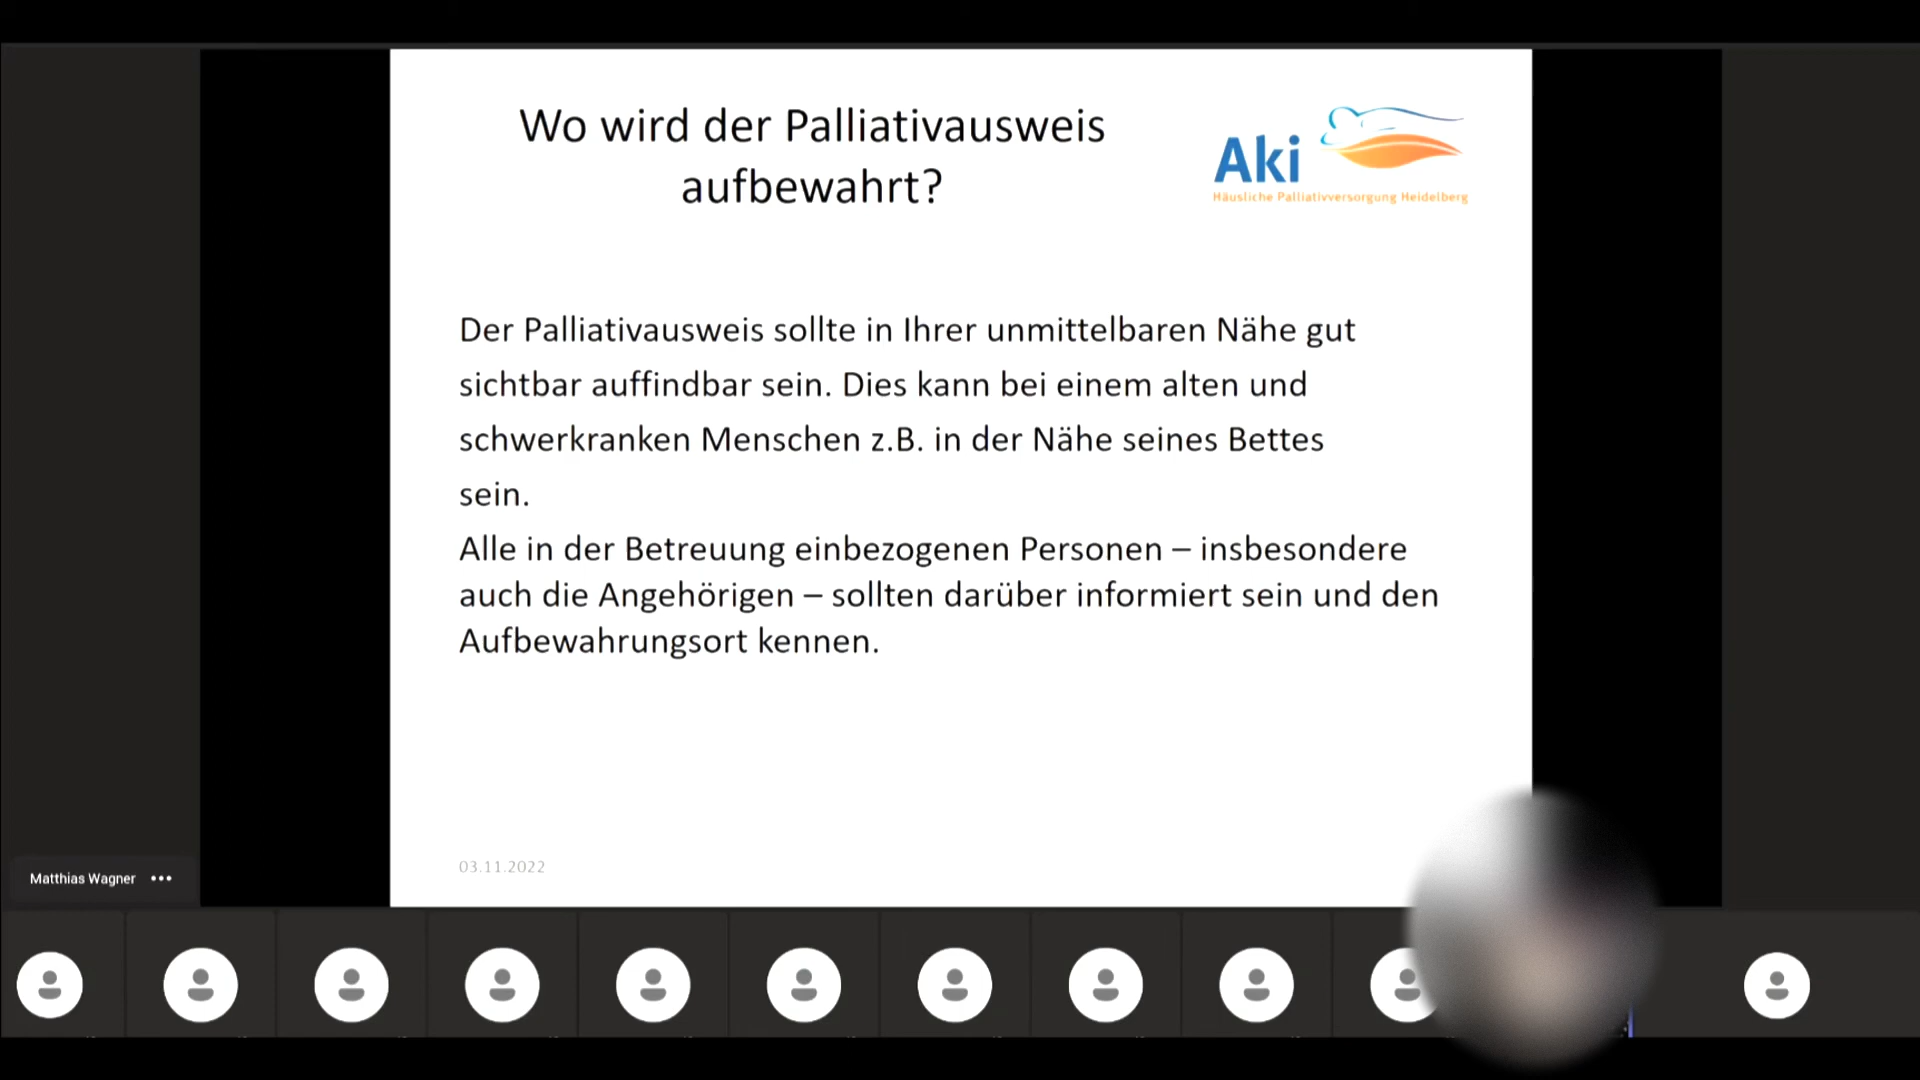 Wo wird der Palliativausweis
aufbewahrt?
Aki
Häusliche Palliativversorgung Heidelberg
Der Palliativausweis sollte in Ihrer unmittelbaren Nähe gut
sichtbar auffindbar sein. Dies kann bei einem alten und
schwerkranken Menschen z.B. in der Nähe seines Bettes
sein.
Alle in der Betreuung einbezogenen Personen – insbesondere
auch die Angehörigen – sollten darüber informiert sein und den
Aufbewahrungsort kennen.
03.11.2022
Matthias Wagner